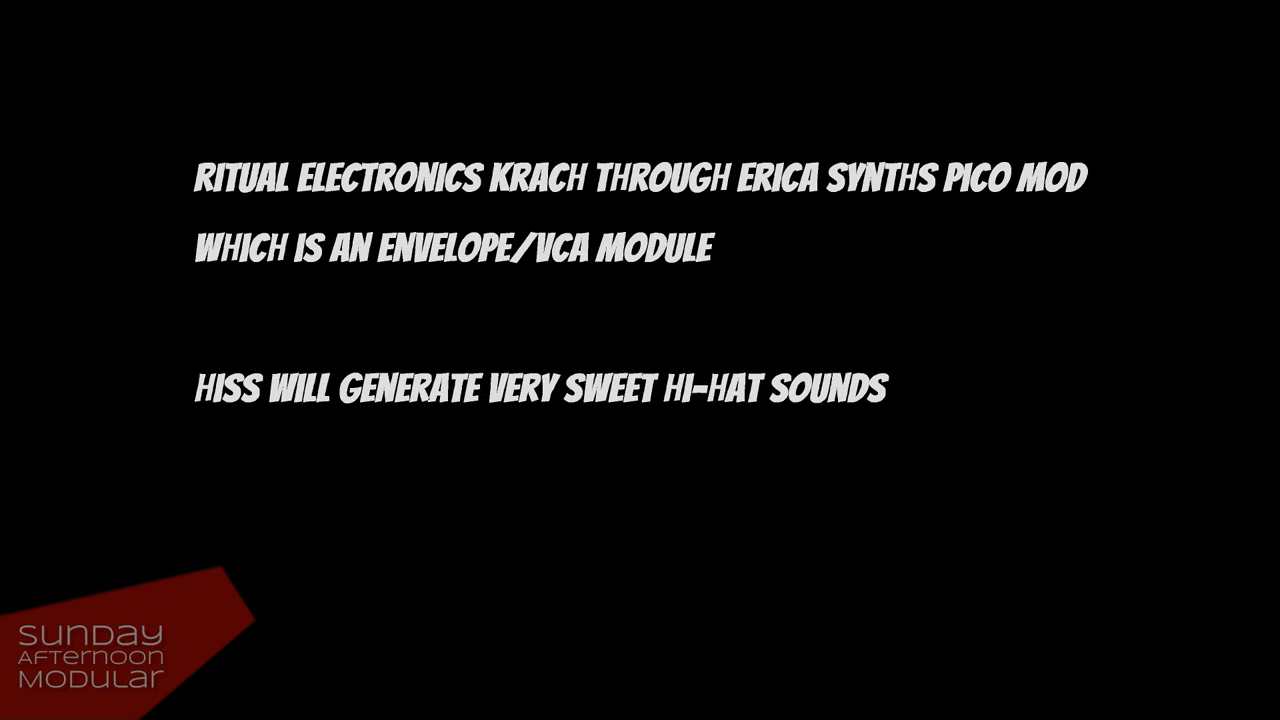 RITUAL ELECTRONICS KRACH THROUGH ERICA SYNTHS PICO MOD
WHICH IS AN ENVELOPE/VCA MODULE
HISS WILL GENERATE VERY SWEET HI-HAT SOUNDS
SUNDAY
AFTERNOON
MODULAR